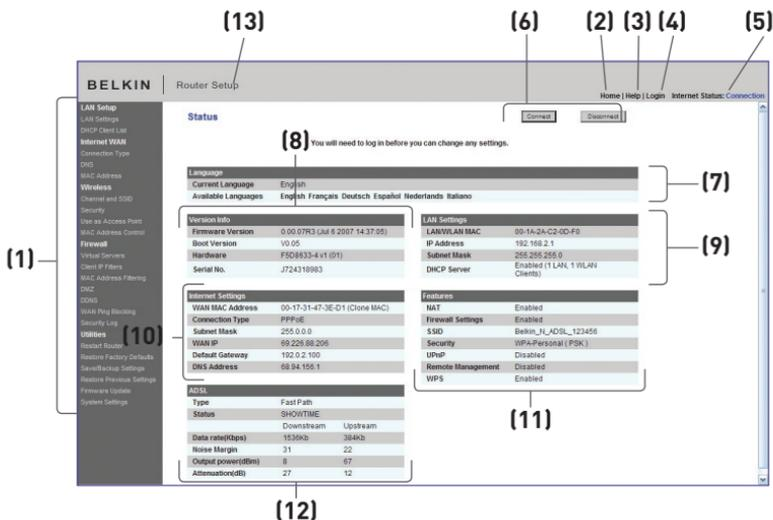 (13) (6) (2) (3) (4) (5)
BELKIN Router Setup
Home | Help | Login Internet Status: Connection
LAN Setup
LAN Settings
DHCP Client List
Internet WAN
Connection Type
DNS
MAC Address
Wireless
Channel and SSID
Security
Use as Access Point
MAC Address Control
Firewall
Virtual Servers
Client IP Filters
MAC Address Filtering
DMZ
DDNS
WAN Ping Blocking
Security Log
Utilities
Restart Router
Restore Factory Defaults
Save/Backup Settings
Restore Previous Settings
Firmware Update
System Settings
(1)
Status
Connect Disconnect
(8)
You will need to log in before you can change any settings.
Language
Current Language English
Available Languages English Français Deutsch Español Nederlands Italiano
(7)
Version Info
Firmware Version 0.00.07R3 (Jul 6 2007 14:37:05)
Boot Version V0.05
Hardware F5D8633-4 v1 (01)
Serial No. J724318983
LAN Settings
LAN/WLAN MAC 00-1A-2A-C2-0D-F0
IP Address 192.168.2.1
Subnet Mask 255.255.255.0
DHCP Server Enabled (1 LAN, 1 WLAN Clients)
(9)
Internet Settings
WAN MAC Address 00-17-31-47-3E-D1 (Clone MAC)
Connection Type PPPoE
Subnet Mask 255.0.0.0
WAN IP 69.226.88.206
Default Gateway 192.0.2.100
DNS Address 68.94.156.1
(10)
Features
NAT Enabled
Firewall Settings Enabled
SSID Belkin_N_ADSL_123456
Security WPA-Personal ( PSK )
UPnP Disabled
Remote Management Disabled
WPS Enabled
(11)
ADSL
Type Fast Path
Status SHOWTIME
Downstream Upstream
Data rate(Kbps) 1536Kb 384Kb
Noise Margin 31 22
Output power(dBm) 8 67
Attenuation(dB) 27 12
(12)